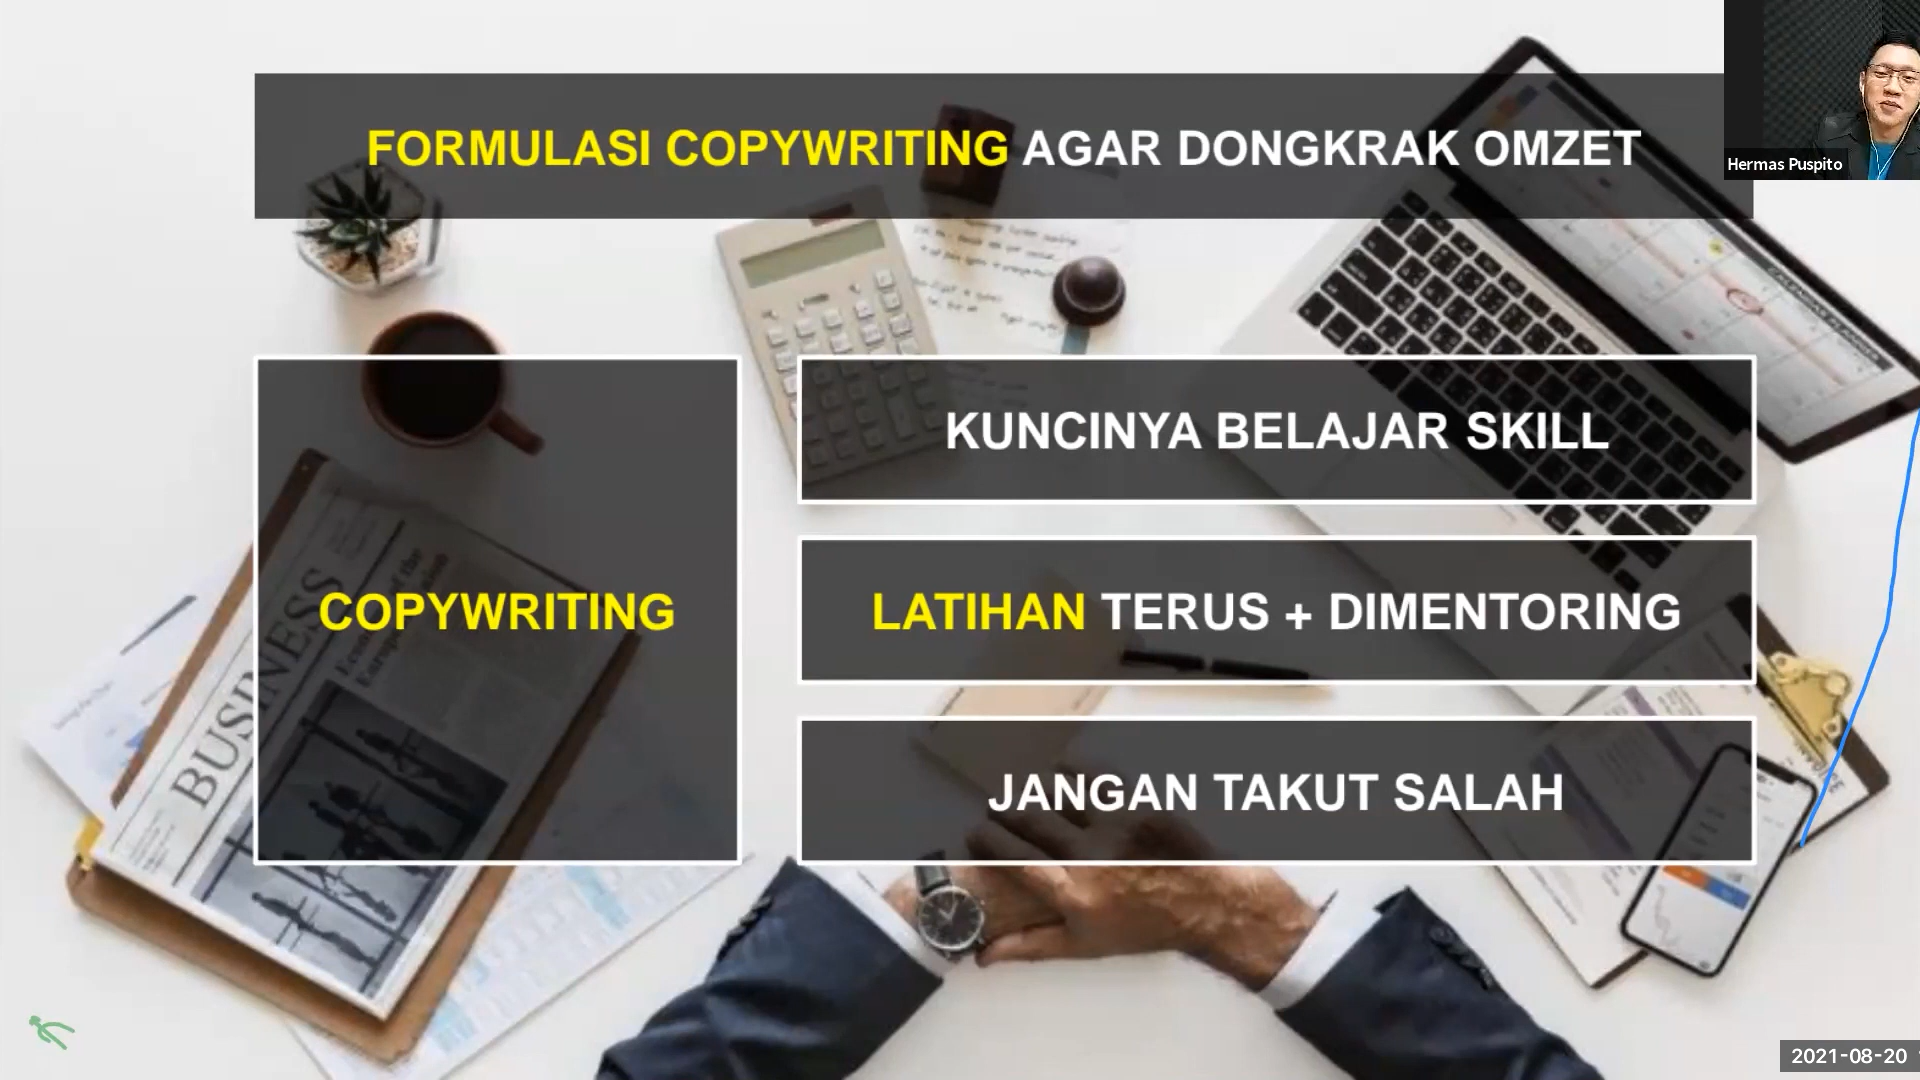 FORMULASI COPYWRITING AGAR DONGKRAK OMZET
Hermas Puspito
COPYWRITING
KUNCINYA BELAJAR SKILL
LATIHAN TERUS + DIMENTORING
JANGAN TAKUT SALAH
BUSINESS
2021-08-20